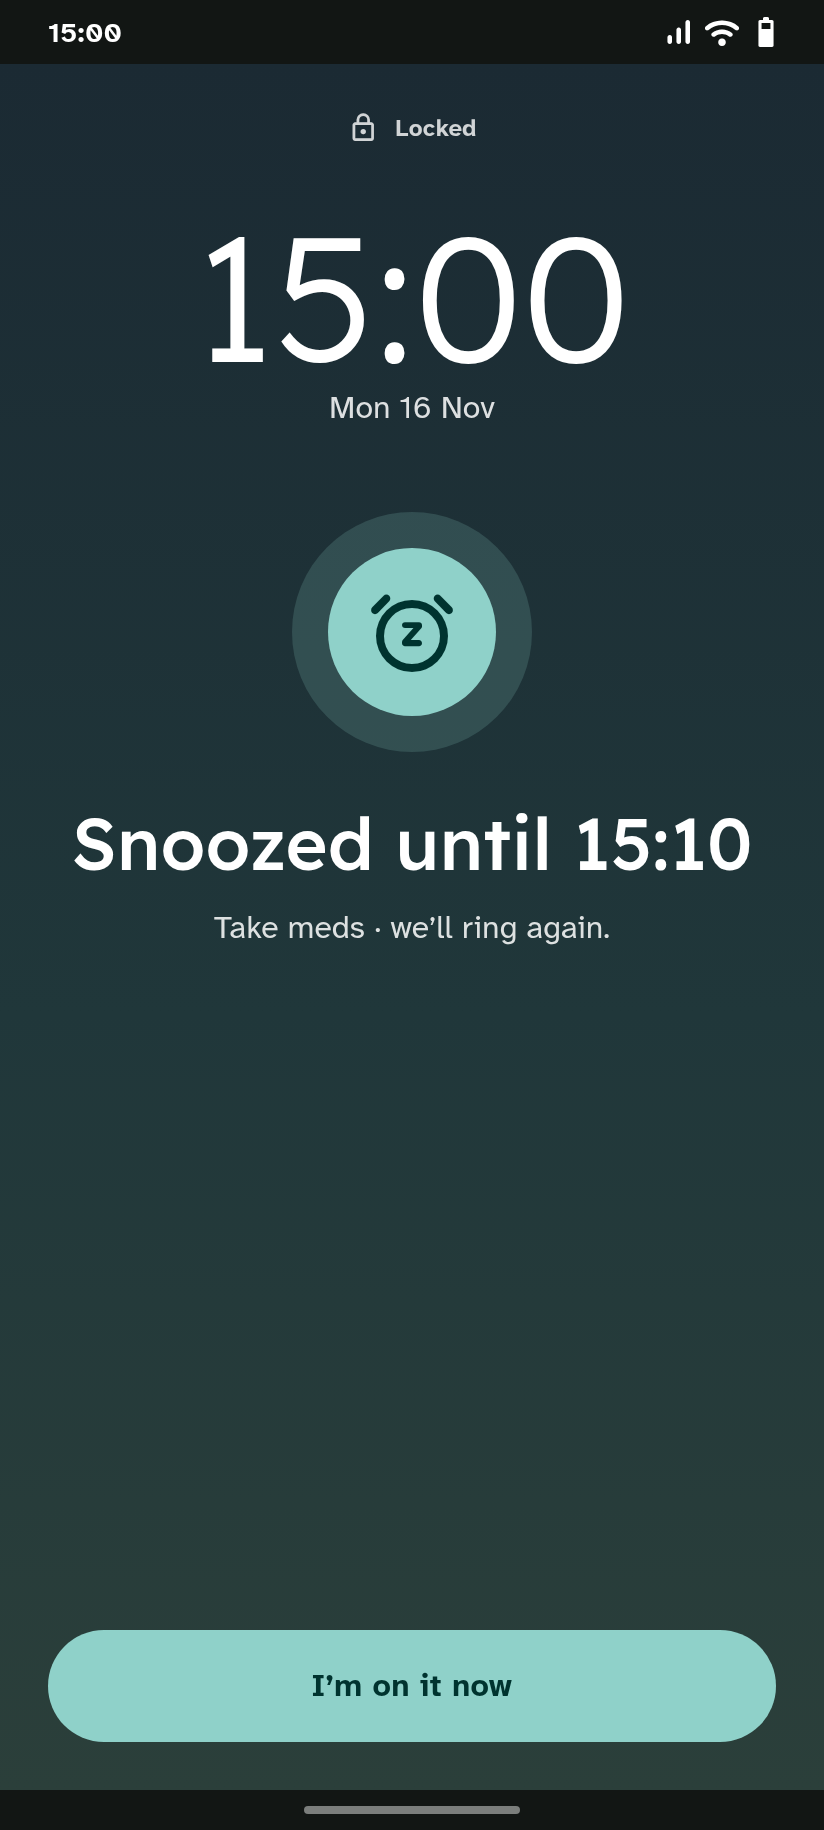 15:00
Locked
15:00
Mon 16 Nov
Snoozed until 15:10
Take meds · we’ll ring again.
I’m on it now